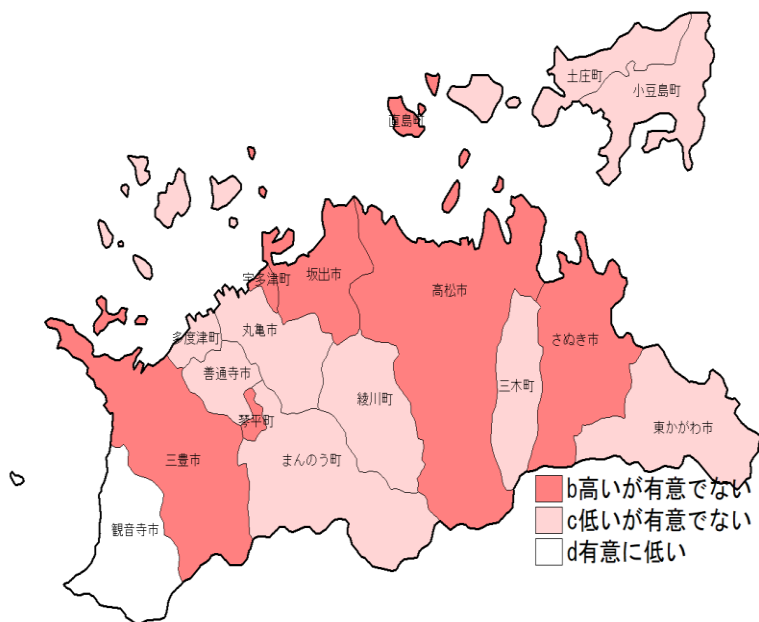 土庄町
小豆島町
直島町
宇多津町
坂出市
高松市
丸亀市
多度津町
さぬき市
善通寺市
三木町
綾川町
琴平町
東かがわ市
三豊市
まんのう町
観音寺市
b高いが有意でない
c低いが有意でない
d有意に低い